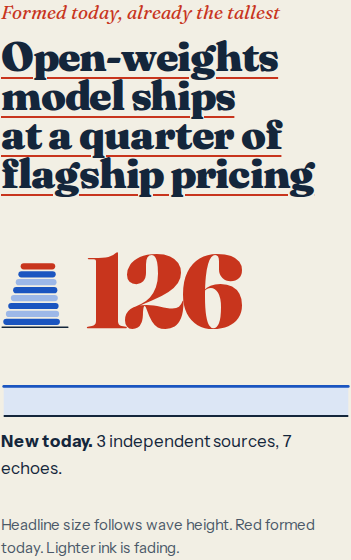 Formed today, already the tallest
Open-weights
model ships
at a quarter of
flagship pricing
126
New today. 3 independent sources, 7
echoes.
Headline size follows wave height. Red formed
today. Lighter ink is fading.